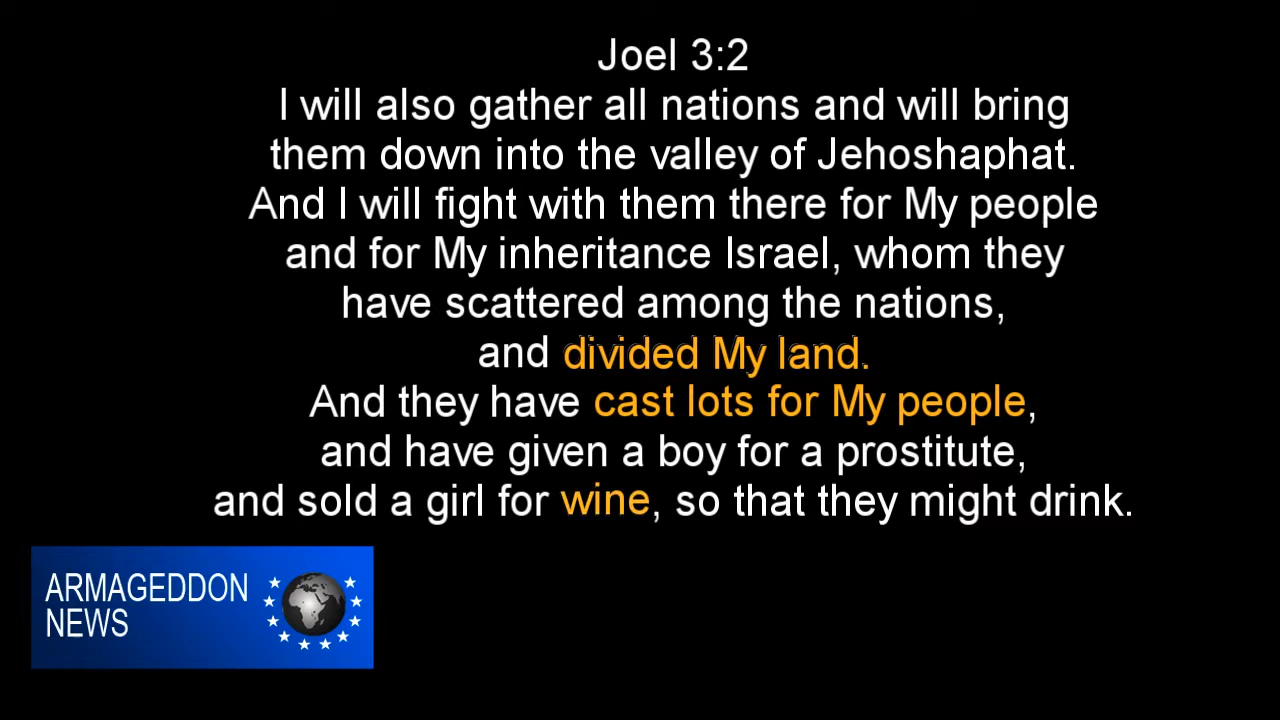 Joel 3:2
I will also gather all nations and will bring
them down into the valley of Jehoshaphat.
And I will fight with them there for My people
and for My inheritance Israel, whom they
have scattered among the nations,
and divided My land.
And they have cast lots for My people,
and have given a boy for a prostitute,
and sold a girl for wine, so that they might drink.
ARMAGEDDON
NEWS